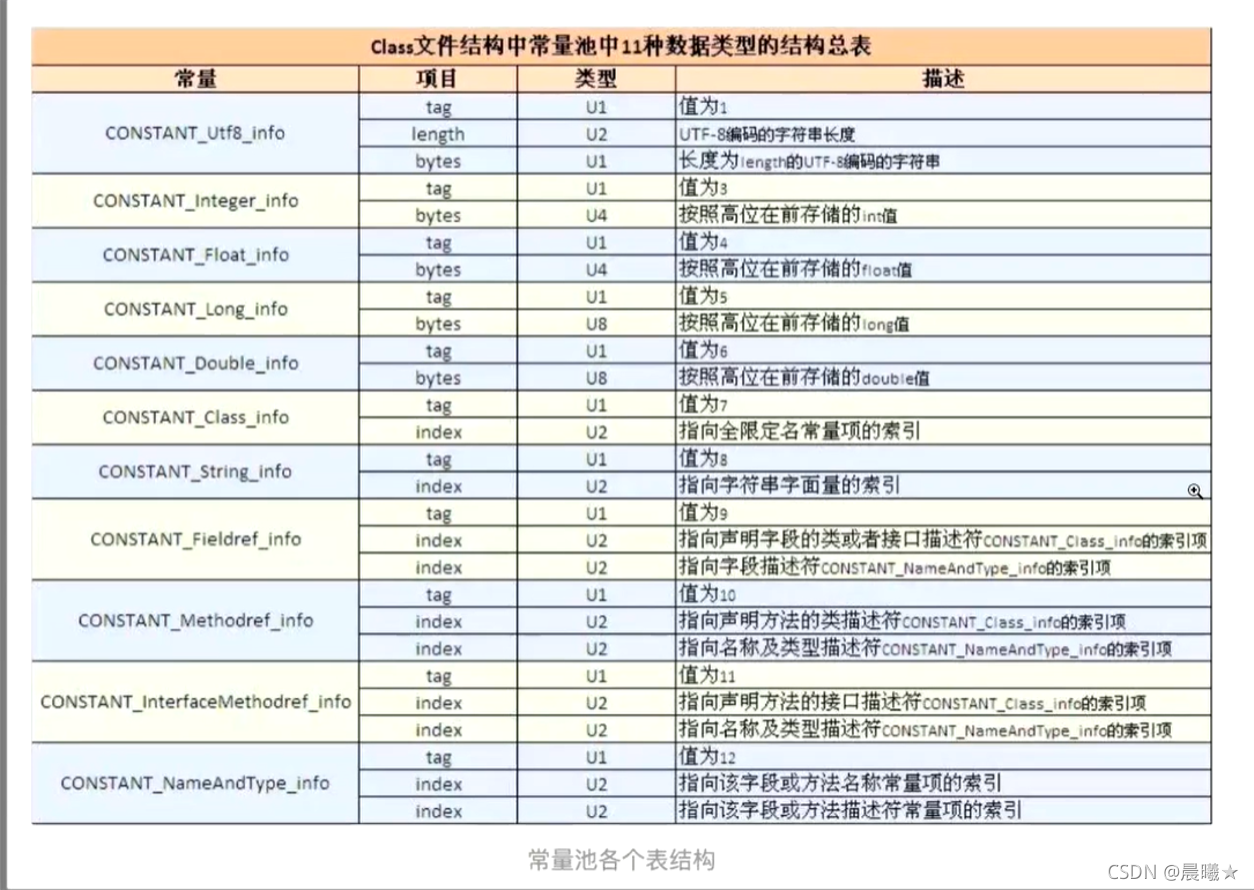 Class文件结构中常量池中11种数据类型的结构总表
常量 项目 类型 描述
CONSTANT_Utf8_info tag U1 值为1
length U2 UTF-8编码的字符串长度
bytes U1 长度为length的UTF-8编码的字符串
CONSTANT_Integer_info tag U1 值为3
bytes U4 按照高位在前存储的int值
CONSTANT_Float_info tag U1 值为4
bytes U4 按照高位在前存储的float值
CONSTANT_Long_info tag U1 值为5
bytes U8 按照高位在前存储的long值
CONSTANT_Double_info tag U1 值为6
bytes U8 按照高位在前存储的double值
CONSTANT_Class_info tag U1 值为7
index U2 指向全限定名常量项的索引
CONSTANT_String_info tag U1 值为8
index U2 指向字符串字面量的索引
CONSTANT_Fieldref_info tag U1 值为9
index U2 指向声明字段的类或者接口描述符CONSTANT_Class_info的索引项
index U2 指向字段描述符CONSTANT_NameAndType_info的索引项
CONSTANT_Methodref_info tag U1 值为10
index U2 指向声明方法的类描述符CONSTANT_Class_info的索引项
index U2 指向名称及类型描述符CONSTANT_NameAndType_info的索引项
CONSTANT_InterfaceMethodref_info tag U1 值为11
index U2 指向声明方法的接口描述符CONSTANT_Class_info的索引项
index U2 指向名称及类型描述符CONSTANT_NameAndType_info的索引项
CONSTANT_NameAndType_info tag U1 值为12
index U2 指向该字段或方法名称常量项的索引
index U2 指向该字段或方法描述符常量项的索引
常量池各个表结构
CSDN @晨曦★